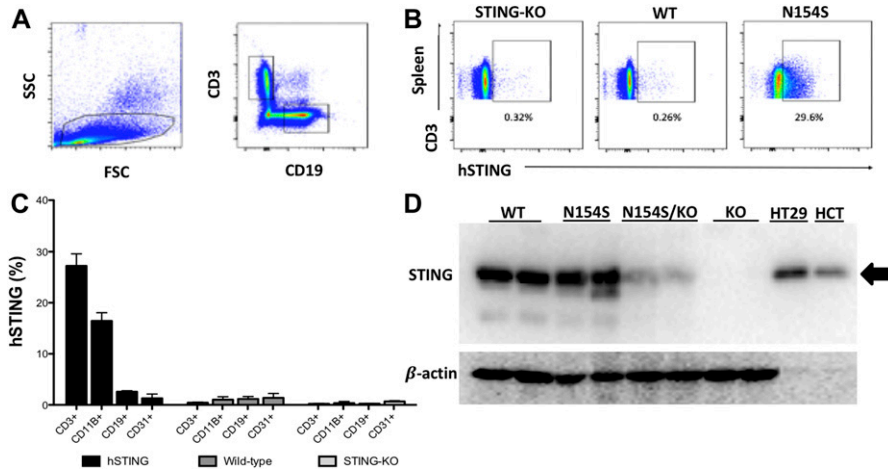 A
SSC
FSC
CD3
CD19
B
STING-KO
WT
N154S
Spleen
CD3
0.32%
0.26%
29.6%
hSTING
C
hSTING (%)
40
30
20
10
0
CD3+
CD11B+
CD19+
CD31+
CD3+
CD11B+
CD19+
CD31+
CD3+
CD11B+
CD19+
CD31+
hSTING
Wild-type
STING-KO
D
WT
N154S
N154S/KO
KO
HT29
HCT
STING
β-actin